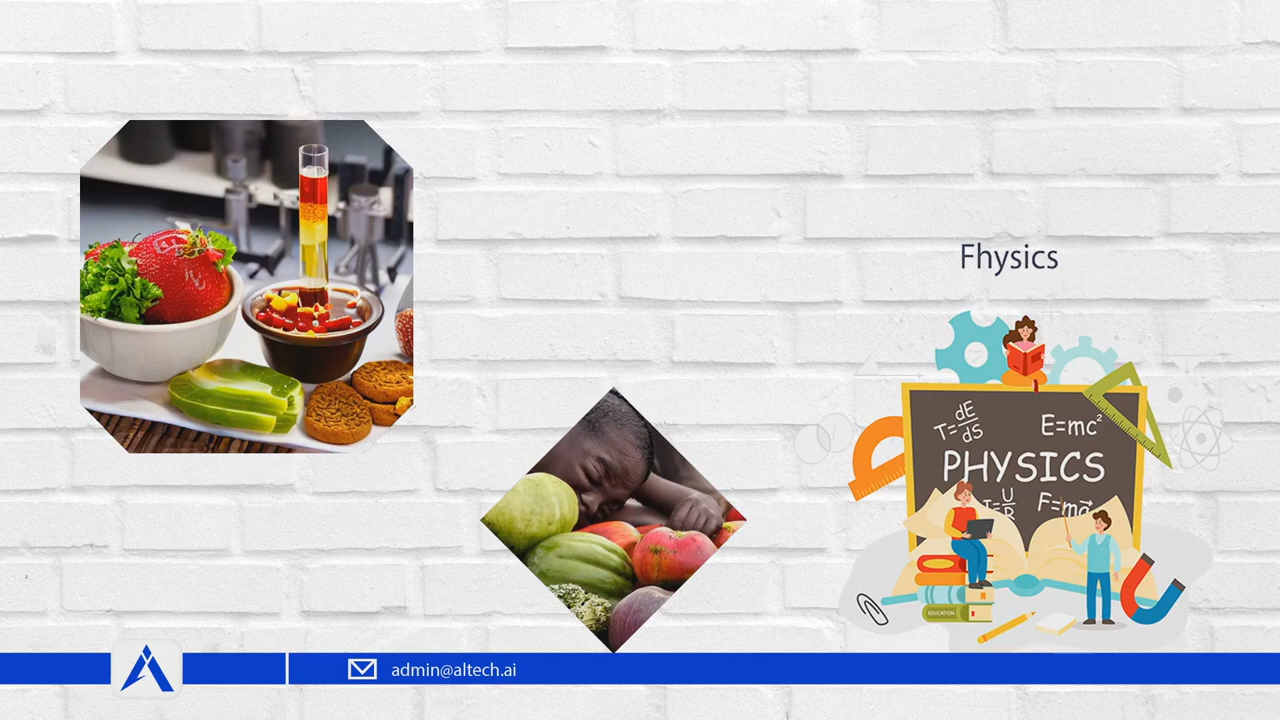 Fhysics
T=dE/dS
E=mc²
PHYSICS
I=U/R
F=ma
EDUCATION
admin@altech.ai